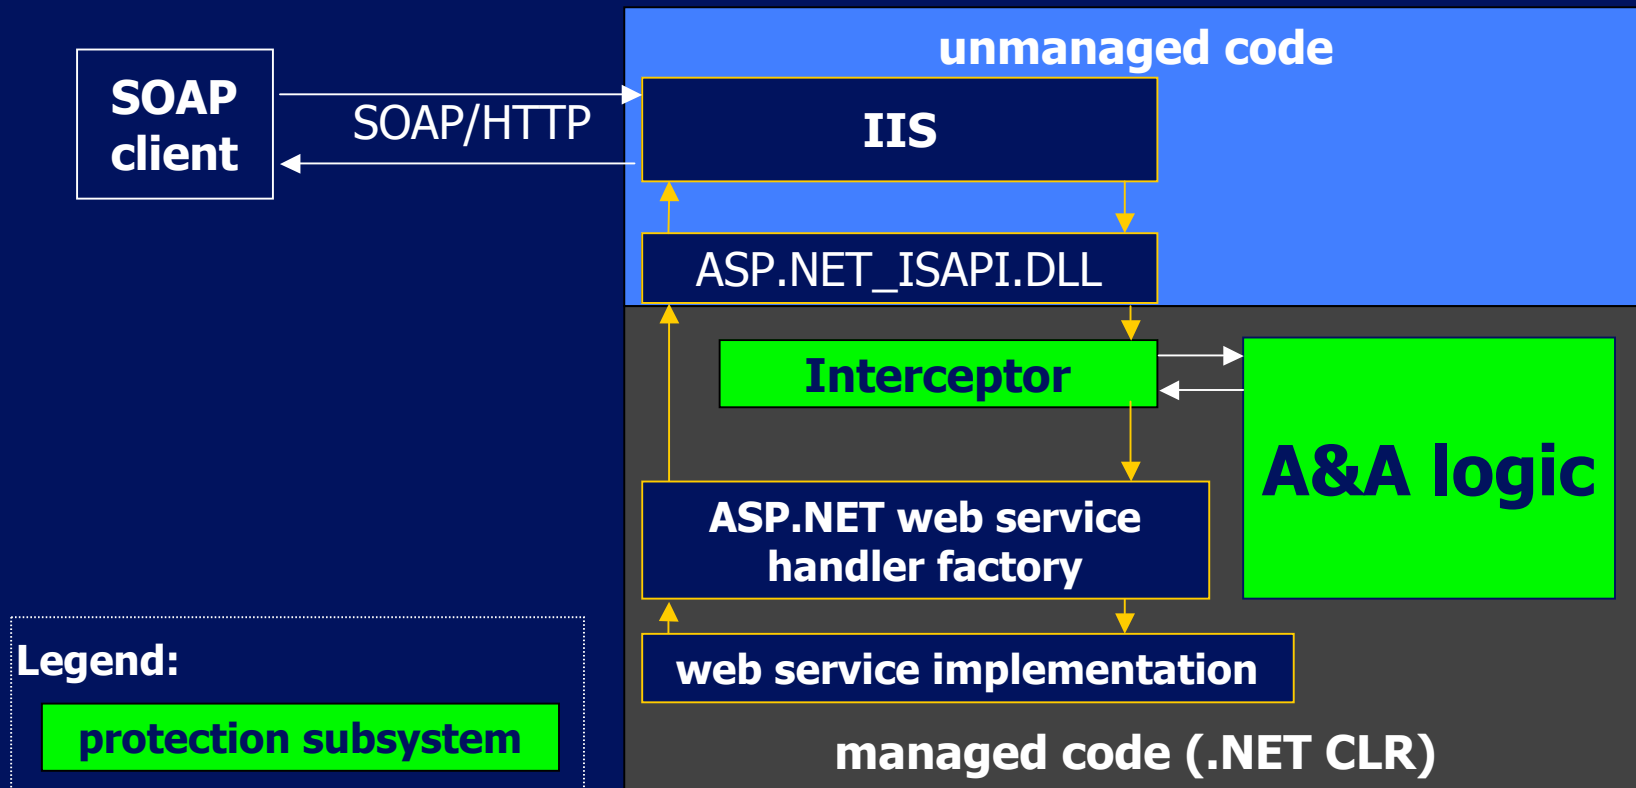 unmanaged code
SOAP
client
SOAP/HTTP
IIS
ASP.NET_ISAPI.DLL
Interceptor
A&A logic
ASP.NET web service
handler factory
web service implementation
managed code (.NET CLR)
Legend:
protection subsystem